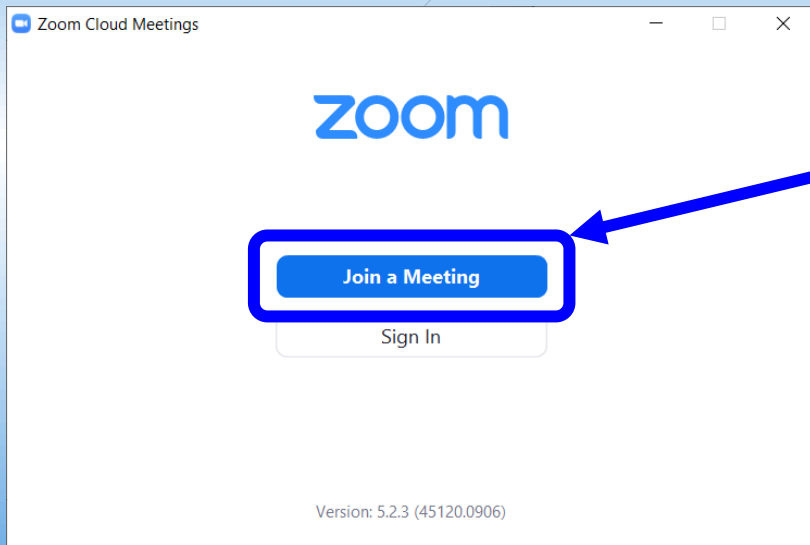 Zoom Cloud Meetings
zoom
Join a Meeting
Sign In
Version: 5.2.3 (45120.0906)